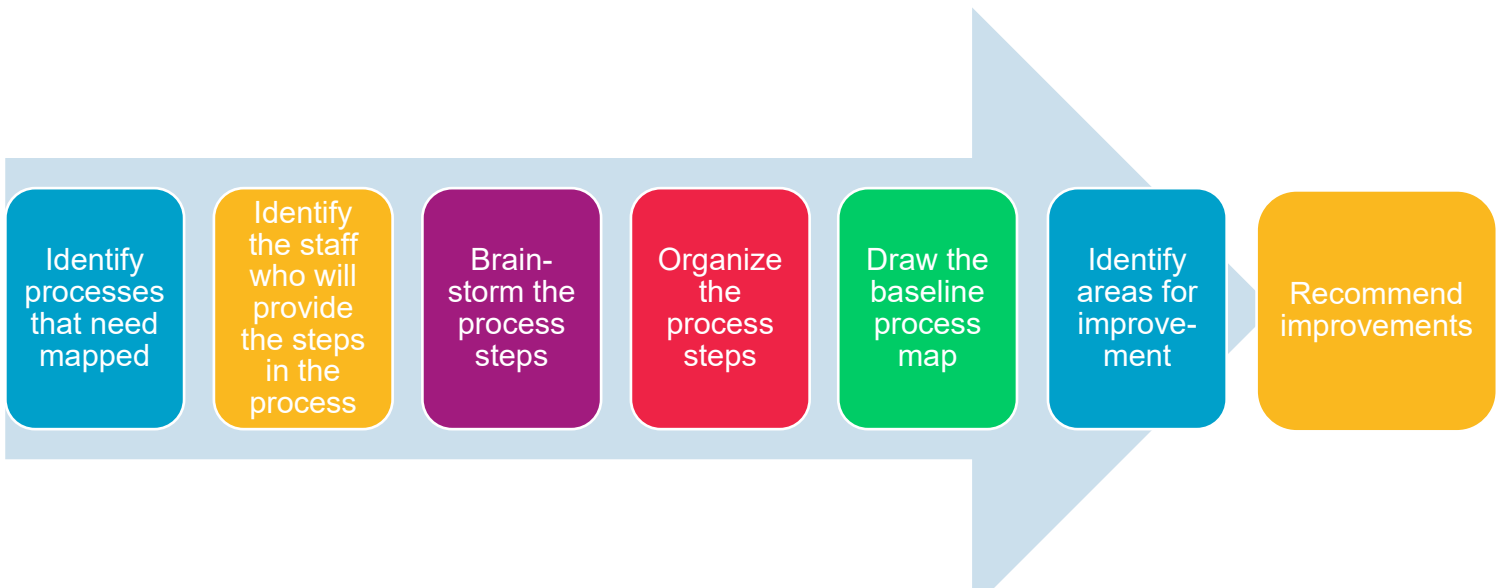 Identify
processes
that need
mapped
Identify
the staff
who will
provide
the steps
in the
process
Brain-
storm the
process
steps
Organize
the
process
steps
Draw the
baseline
process
map
Identify
areas for
improve-
ment
Recommend
improvements